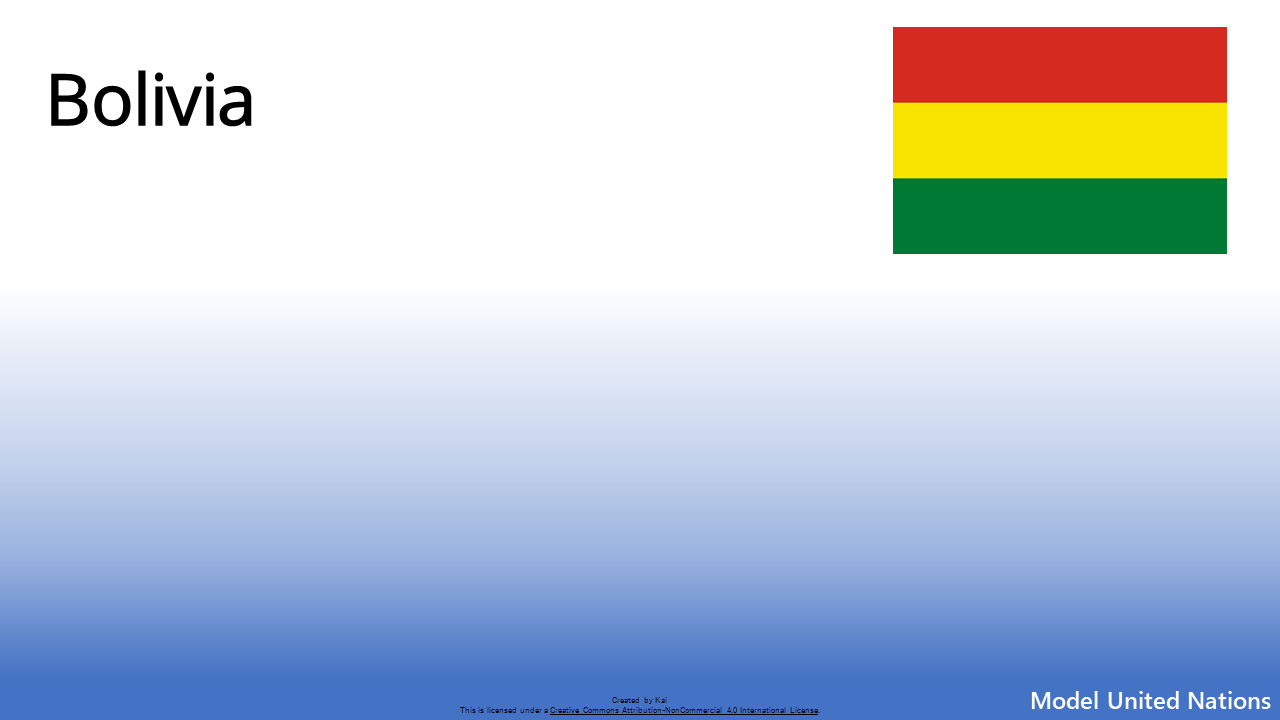 Bolivia
Created by Kai
This is licensed under a Creative Commons Attribution-NonCommercial 4.0 International License.
Model United Nations